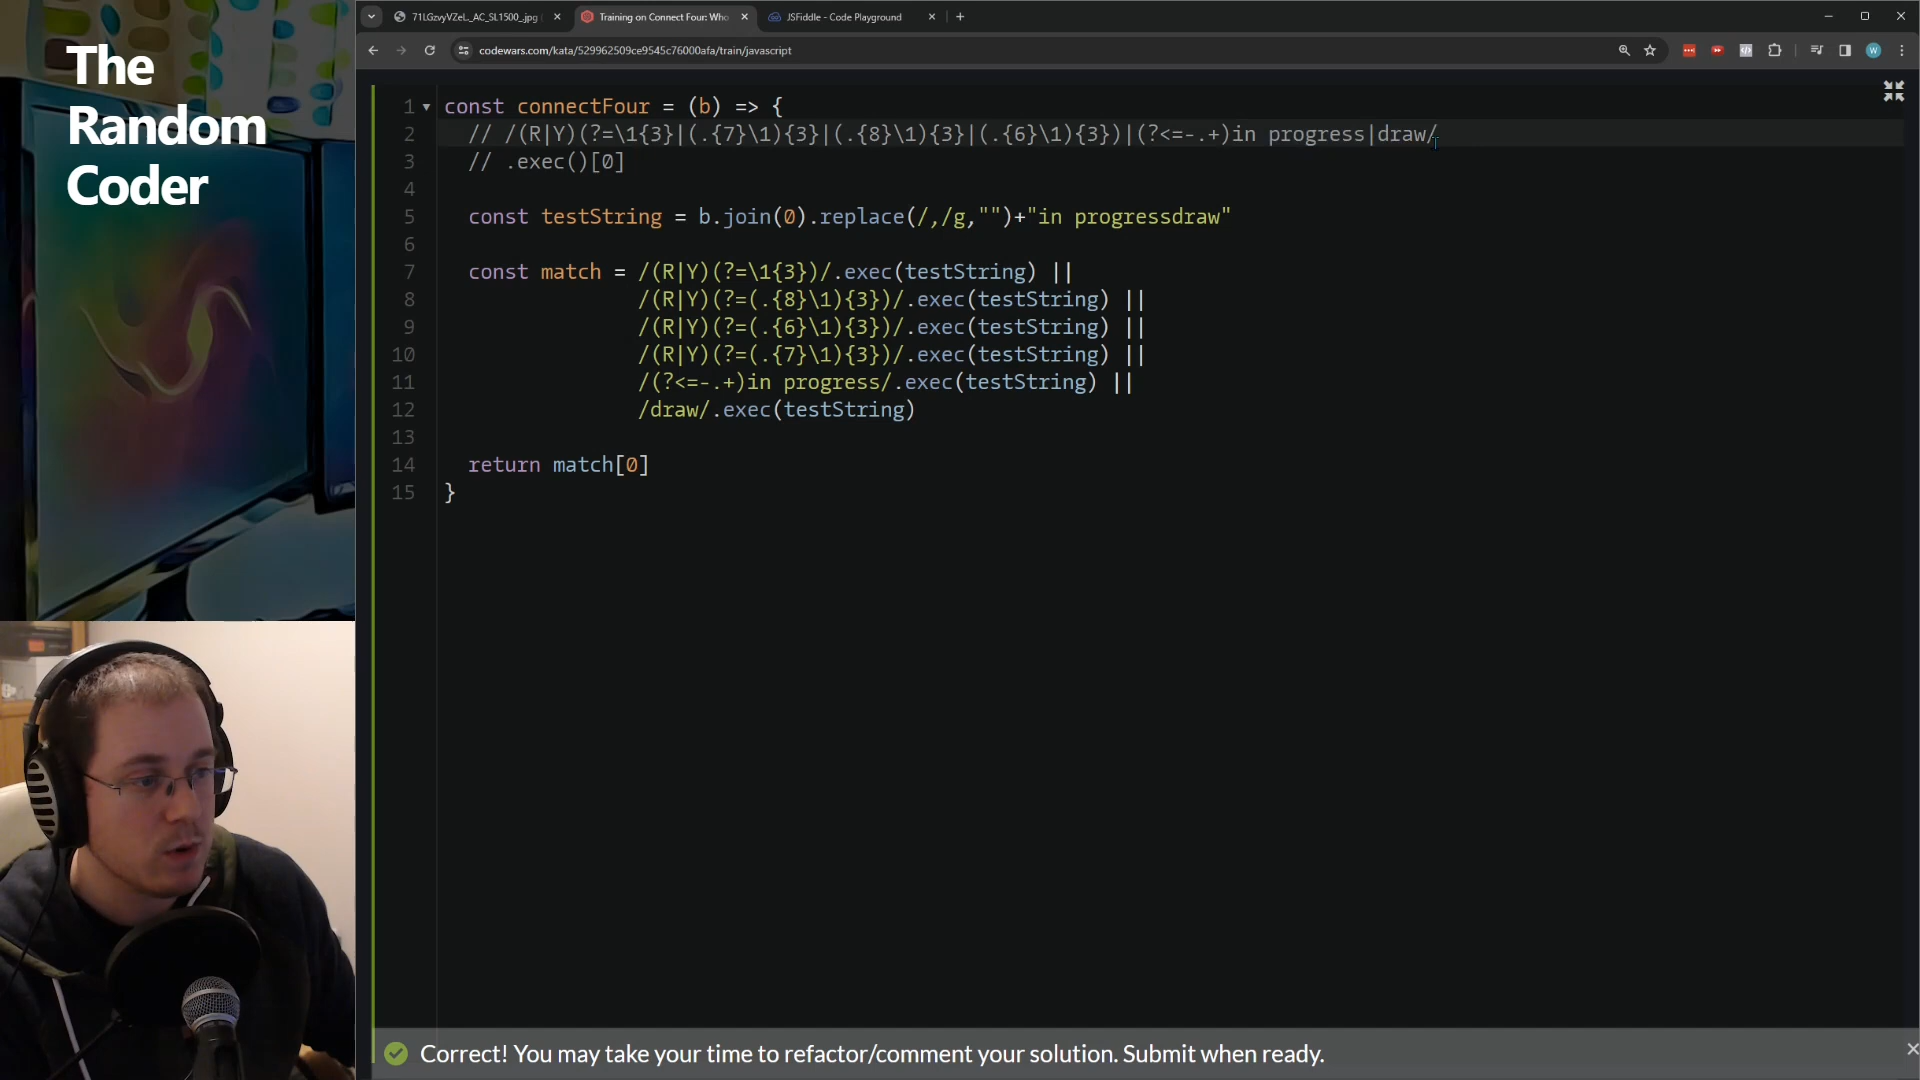 The
Random
Coder
71LGzvyVZeL._AC_SL1500_.jpg (
Training on Connect Four: Who
JSFiddle - Code Playground
codewars.com/kata/529962509ce9545c76000afa/train/javascript
W
1 const connectFour = (b) => {
2 // /(R|Y)(?=\1{3}|(.{7}\1){3}|(.{8}\1){3}|(.{6}\1){3})|(?<=-.+)in progress|draw/
3 // .exec()[0]
4
5 const testString = b.join(0).replace(/,/g,"")+"in progressdraw"
6
7 const match = /(R|Y)(?=\1{3})/.exec(testString) ||
8 /(R|Y)(?=(.{8}\1){3})/.exec(testString) ||
9 /(R|Y)(?=(.{6}\1){3})/.exec(testString) ||
10 /(R|Y)(?=(.{7}\1){3})/.exec(testString) ||
11 /(?<=-.+)in progress/.exec(testString) ||
12 /draw/.exec(testString)
13
14 return match[0]
15 }
Correct! You may take your time to refactor/comment your solution. Submit when ready.